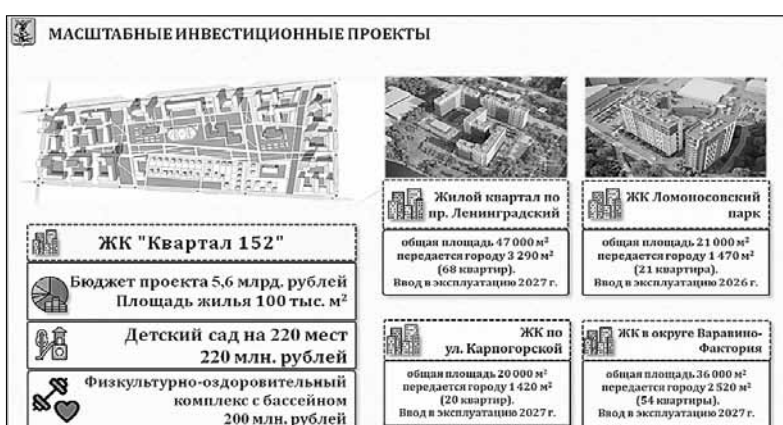 МАСШТАБНЫЕ ИНВЕСТИЦИОННЫЕ ПРОЕКТЫ
ЖК "Квартал 152"
Бюджет проекта 5,6 млрд. рублей
Площадь жилья 100 тыс. м²
Детский сад на 220 мест
220 млн. рублей
Физкультурно-оздоровительный
комплекс с бассейном
200 млн. рублей
Жилой квартал по
пр. Ленинградский
общая площадь 47 000 м²
передается городу 3 290 м²
(68 квартир).
Ввод в эксплуатацию 2027 г.
ЖК Ломоносовский
парк
общая площадь 21 000 м²
передается городу 1 470 м²
(21 квартира).
Ввод в эксплуатацию 2026 г.
ЖК по
ул. Карпогорской
общая площадь 20 000 м²
передается городу 1 420 м²
(20 квартир).
Ввод в эксплуатацию 2027 г.
ЖК в округе Варавино-
Фактория
общая площадь 36 000 м²
передается городу 2 520 м²
(54 квартиры).
Ввод в эксплуатацию 2027 г.